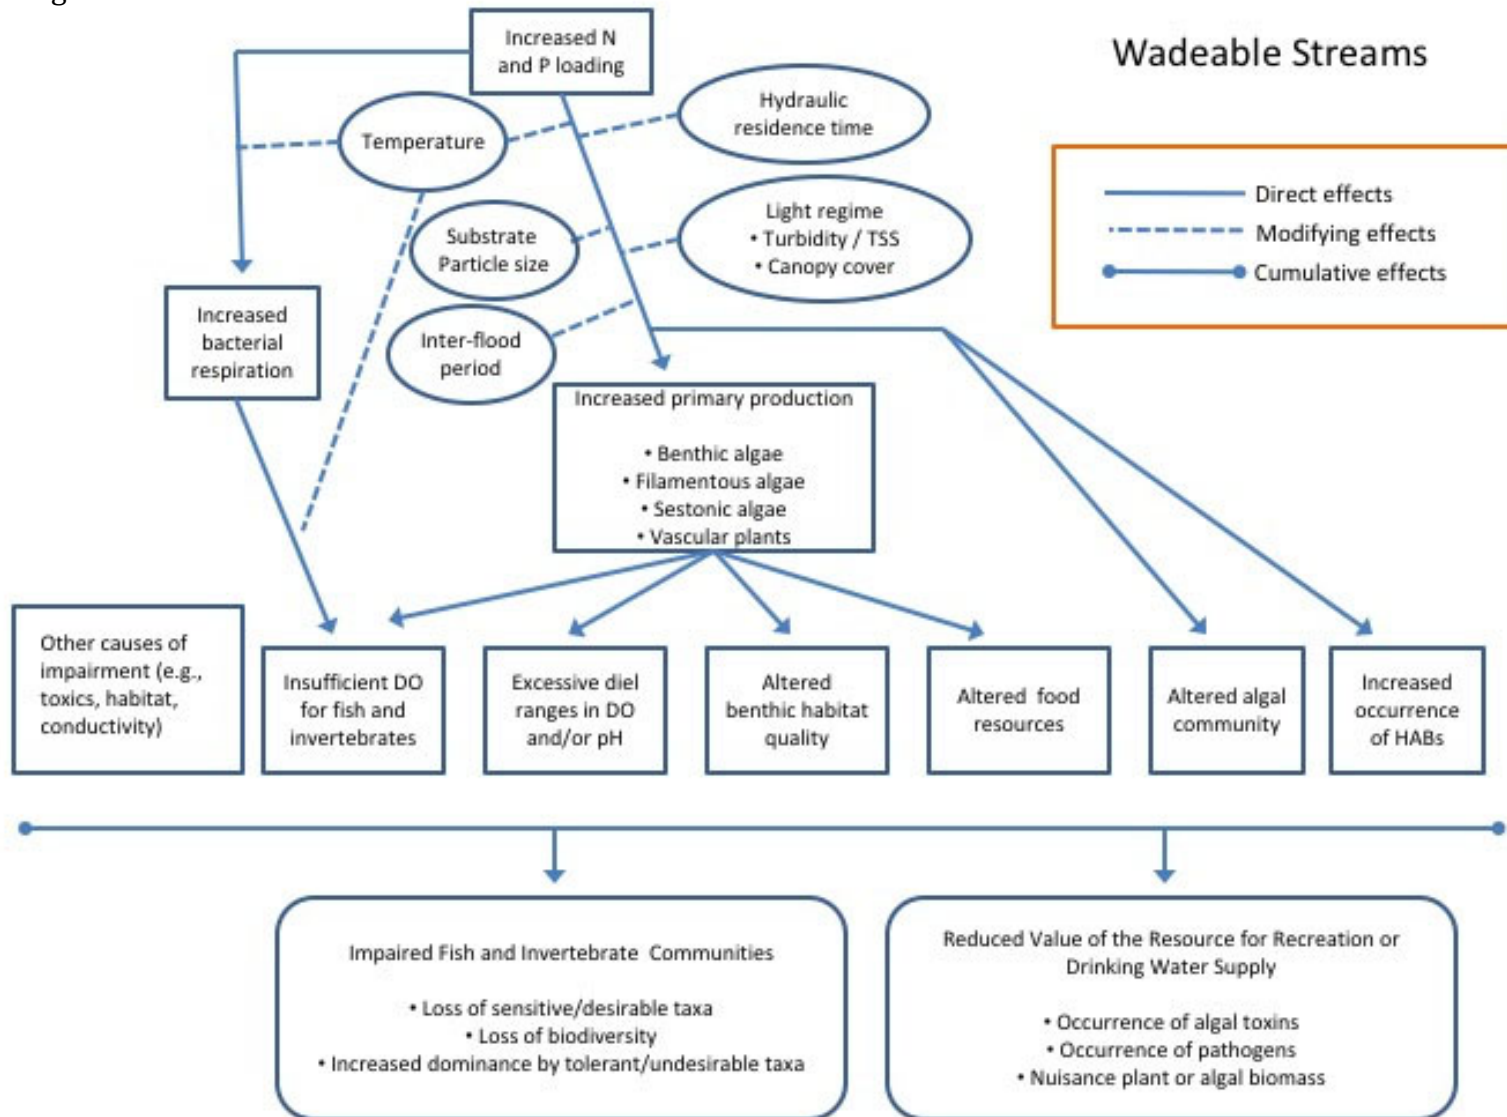 Increased N
and P loading
Wadeable Streams
Hydraulic
residence time
Temperature
Direct effects
Modifying effects
Cumulative effects
Light regime
• Turbidity / TSS
• Canopy cover
Substrate
Particle size
Inter-flood
period
Increased
bacterial
respiration
Increased primary production
• Benthic algae
• Filamentous algae
• Sestonic algae
• Vascular plants
Other causes of
impairment (e.g.,
toxics, habitat,
conductivity)
Insufficient DO
for fish and
invertebrates
Excessive diel
ranges in DO
and/or pH
Altered
benthic habitat
quality
Altered food
resources
Altered algal
community
Increased
occurrence
of HABs
Impaired Fish and Invertebrate Communities
• Loss of sensitive/desirable taxa
• Loss of biodiversity
• Increased dominance by tolerant/undesirable taxa
Reduced Value of the Resource for Recreation or
Drinking Water Supply
• Occurrence of algal toxins
• Occurrence of pathogens
• Nuisance plant or algal biomass